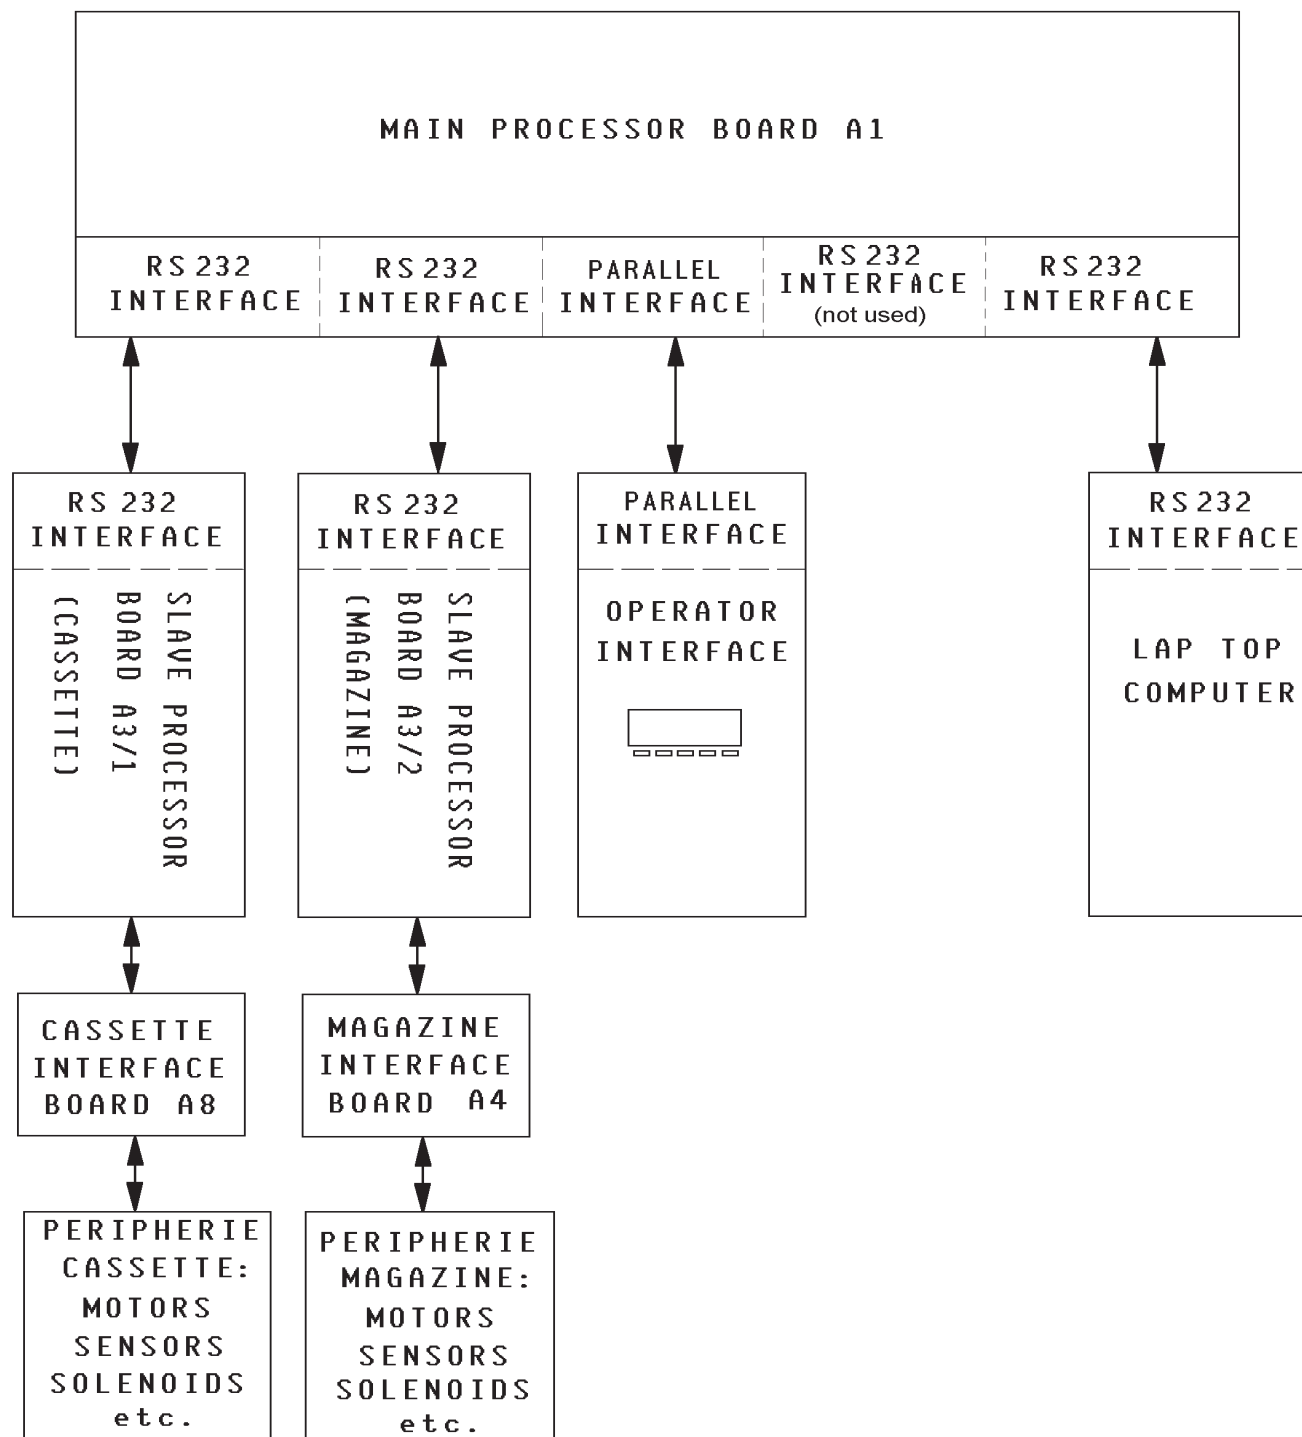 MAIN PROCESSOR BOARD A1
RS 232
INTERFACE
RS 232
INTERFACE
PARALLEL
INTERFACE
RS 232
INTERFACE
(not used)
RS 232
INTERFACE
RS 232
INTERFACE
SLAVE PROCESSOR
BOARD A3/1
(CASSETTE)
RS 232
INTERFACE
SLAVE PROCESSOR
BOARD A3/2
(MAGAZINE)
PARALLEL
INTERFACE
OPERATOR
INTERFACE
RS 232
INTERFACE
LAP TOP
COMPUTER
CASSETTE
INTERFACE
BOARD A8
MAGAZINE
INTERFACE
BOARD A4
PERIPHERIE
CASSETTE:
MOTORS
SENSORS
SOLENOIDS
etc.
PERIPHERIE
MAGAZINE:
MOTORS
SENSORS
SOLENOIDS
etc.